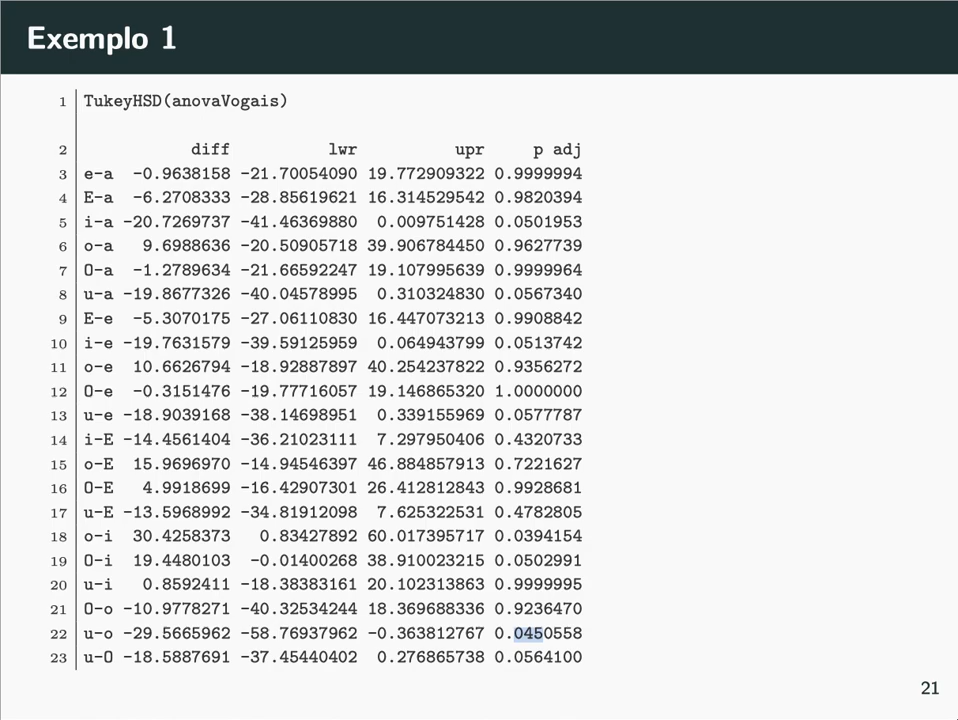 Exemplo 1
1 TukeyHSD(anovaVogais)
2 diff lwr upr p adj
3 e-a -0.9638158 -21.70054090 19.772909322 0.9999994
4 E-a -6.2708333 -28.85619621 16.314529542 0.9820394
5 i-a -20.7269737 -41.46369880 0.009751428 0.0501953
6 o-a 9.6988636 -20.50905718 39.906784450 0.9627739
7 O-a -1.2789634 -21.66592247 19.107995639 0.9999964
8 u-a -19.8677326 -40.04578995 0.310324830 0.0567340
9 E-e -5.3070175 -27.06110830 16.447073213 0.9908842
10 i-e -19.7631579 -39.59125959 0.064943799 0.0513742
11 o-e 10.6626794 -18.92887897 40.254237822 0.9356272
12 O-e -0.3151476 -19.77716057 19.146865320 1.0000000
13 u-e -18.9039168 -38.14698951 0.339155969 0.0577787
14 i-E -14.4561404 -36.21023111 7.297950406 0.4320733
15 o-E 15.9696970 -14.94546397 46.884857913 0.7221627
16 O-E 4.9918699 -16.42907301 26.412812843 0.9928681
17 u-E -13.5968992 -34.81912098 7.625322531 0.4782805
18 o-i 30.4258373 0.83427892 60.017395717 0.0394154
19 O-i 19.4480103 -0.01400268 38.910023215 0.0502991
20 u-i 0.8592411 -18.38383161 20.102313863 0.9999995
21 O-o -10.9778271 -40.32534244 18.369688336 0.9236470
22 u-o -29.5665962 -58.76937962 -0.363812767 0.0450558
23 u-O -18.5887691 -37.45440402 0.276865738 0.0564100
21